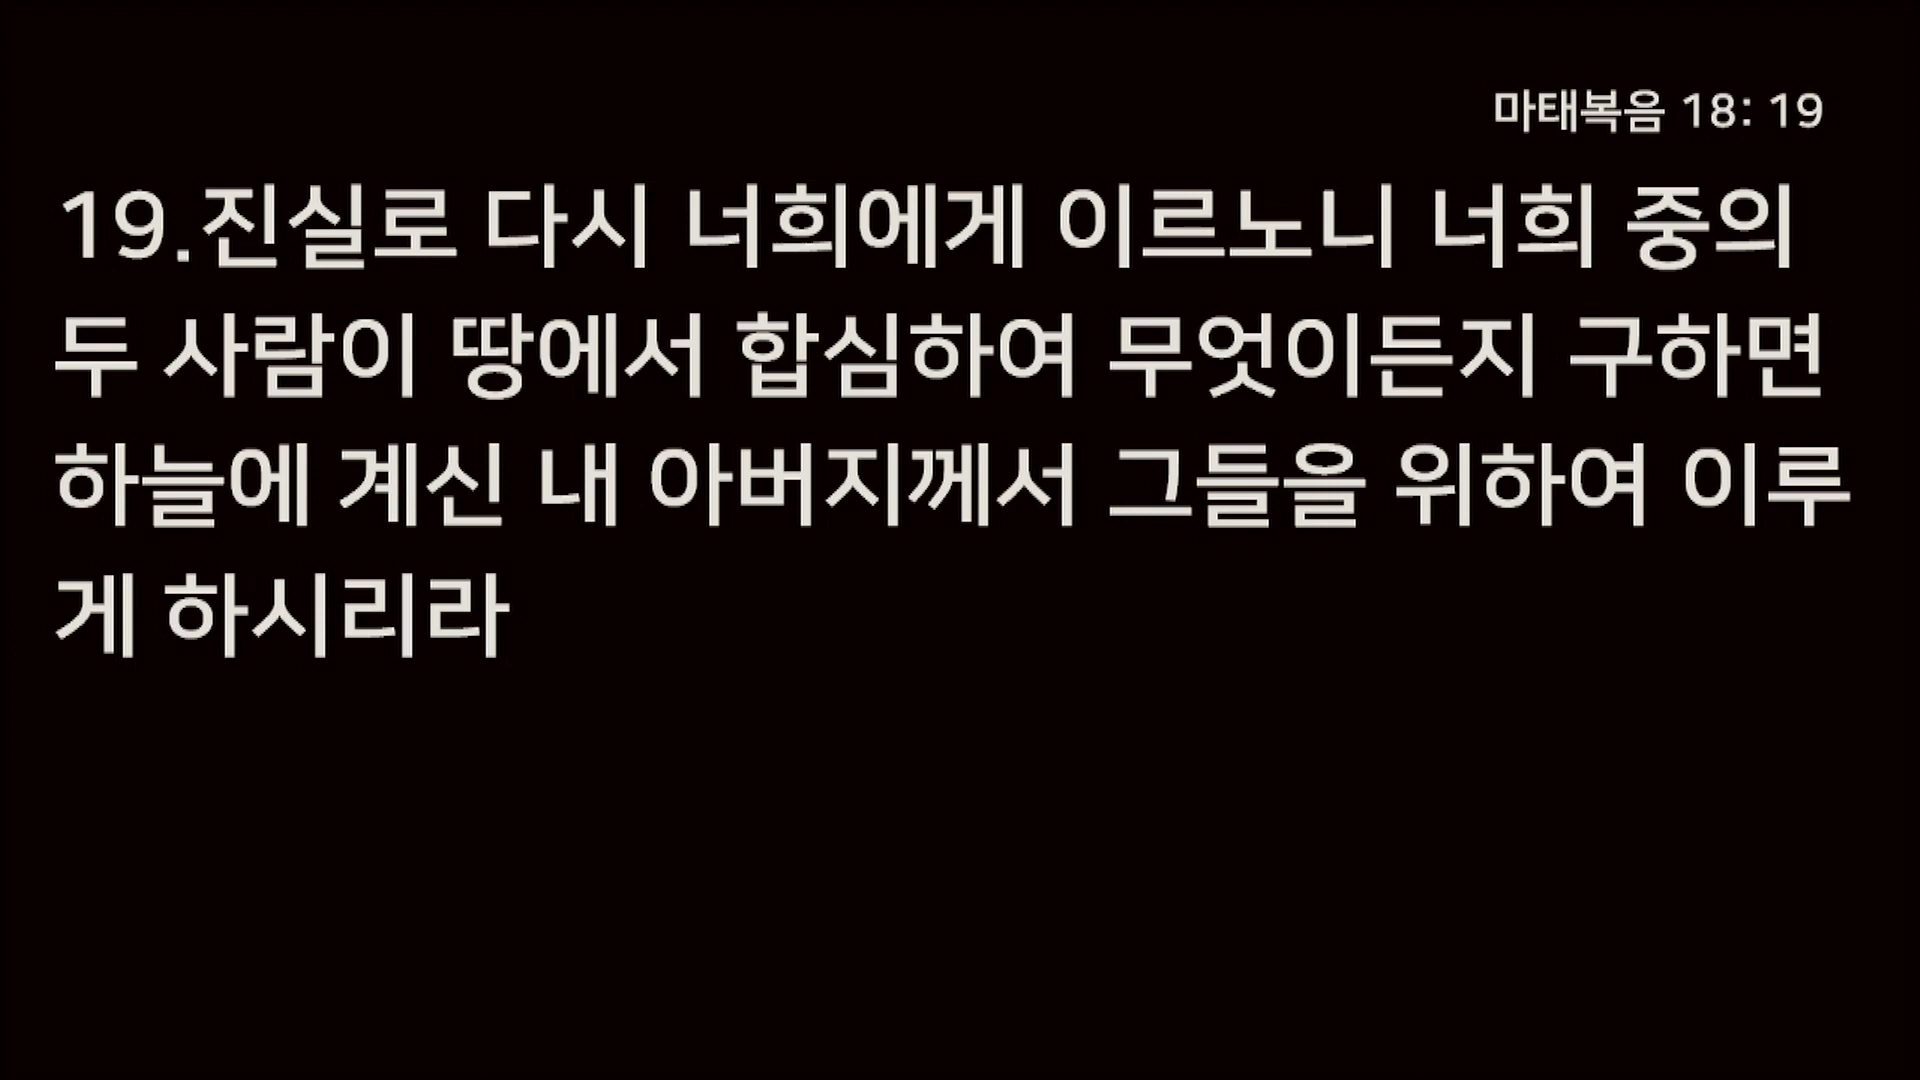 마태복음 18: 19
19.진실로 다시 너희에게 이르노니 너희 중의
두 사람이 땅에서 합심하여 무엇이든지 구하면
하늘에 계신 내 아버지께서 그들을 위하여 이루
게 하시리라